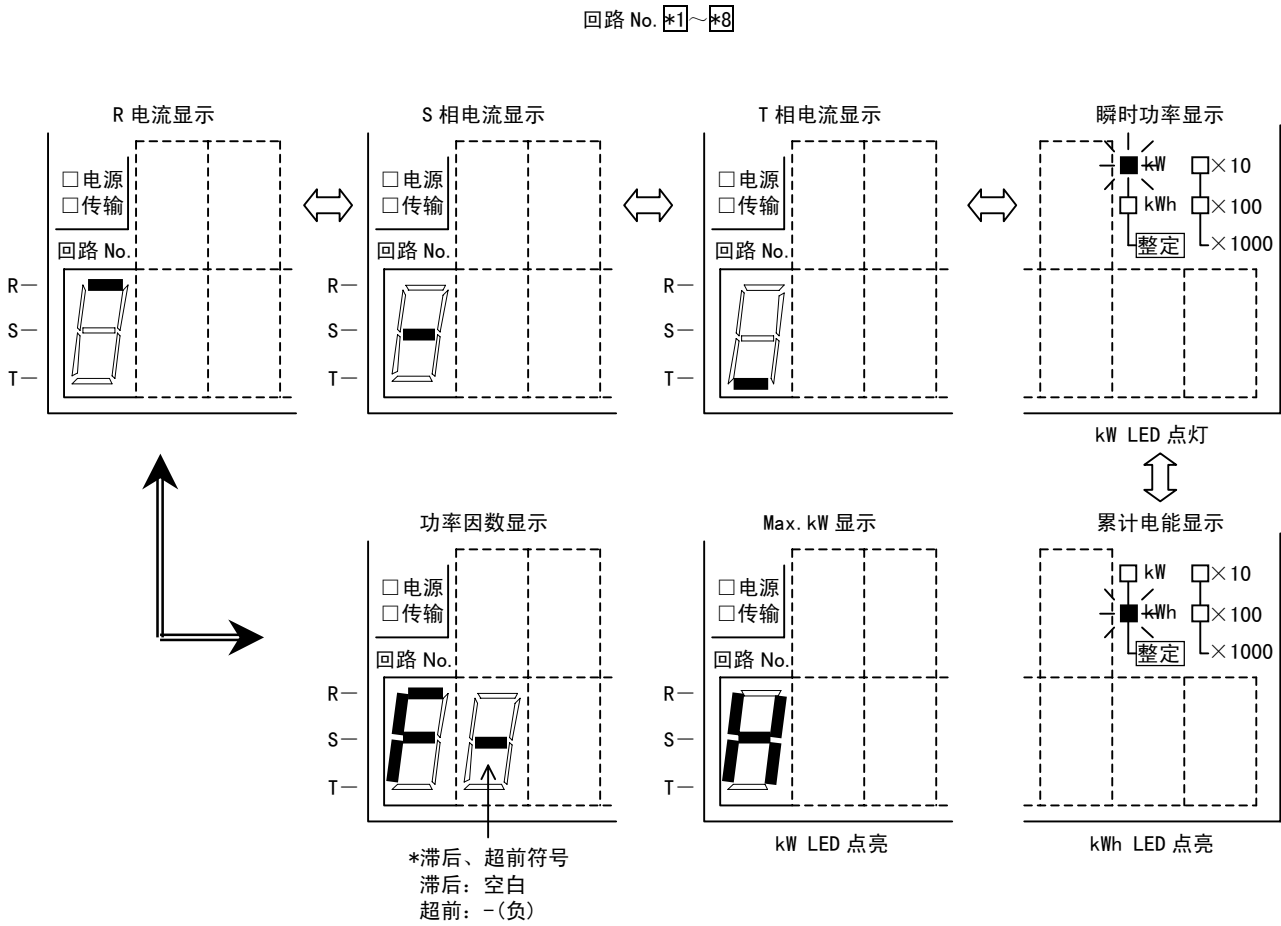 回路 No. *1～*8
R 电流显示
S 相电流显示
T 相电流显示
瞬时功率显示
□电源
□传输
回路 No.
R
S
T
□电源
□传输
回路 No.
R
S
T
□电源
□传输
回路 No.
R
S
T
kW ×10
kWh ×100
整定 ×1000
kW LED 点灯
功率因数显示
Max. kW 显示
累计电能显示
□电源
□传输
回路 No.
R
S
T
□电源
□传输
回路 No.
R
S
T
kW ×10
kWh ×100
整定 ×1000
*滞后、超前符号
滞后：空白
超前：-(负)
kW LED 点亮
kWh LED 点亮